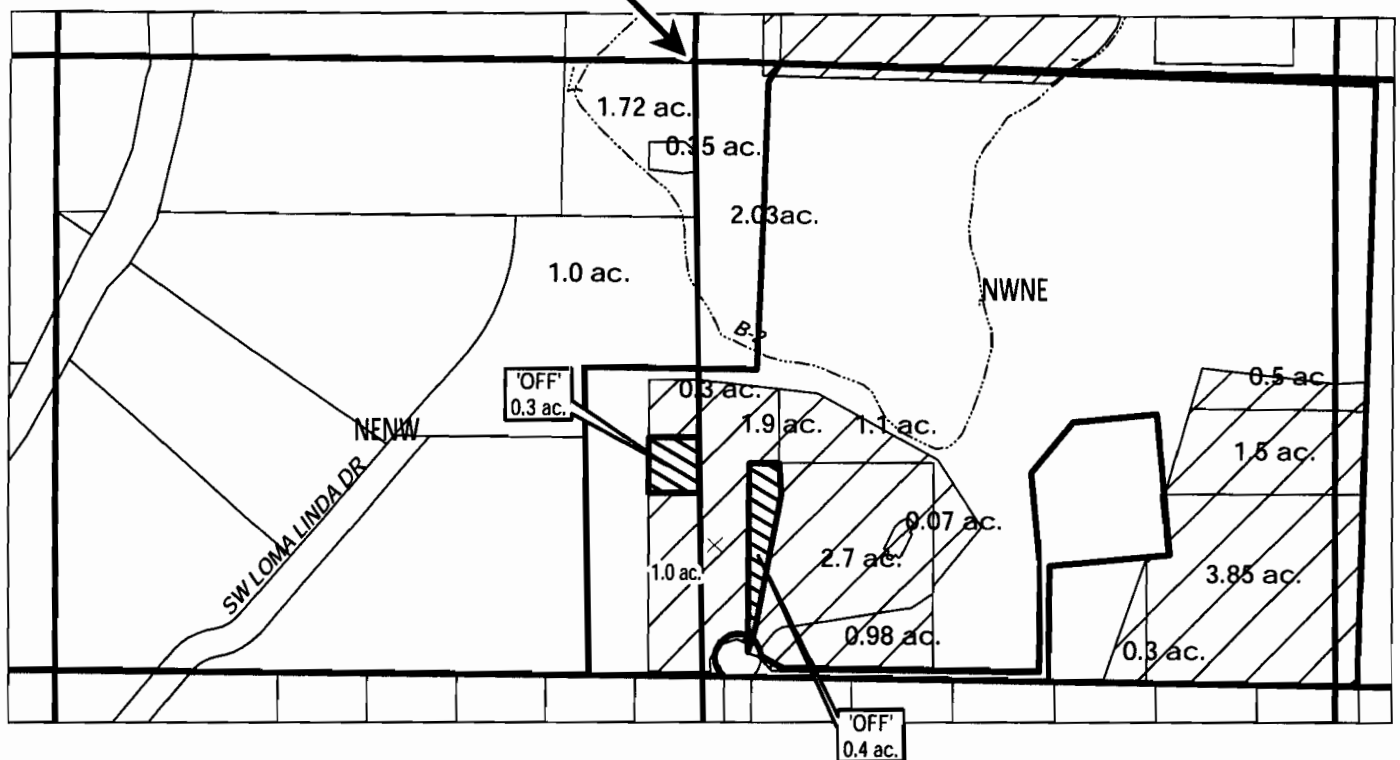 1.72 ac.
0.35 ac.
2.03ac.
1.0 ac.
NWNE
B-2
'OFF'
0.3 ac.
0.3 ac.
0.5 ac.
NENW
1.9 ac.
1.1 ac.
1.5 ac.
SW LOMA LINDA DR
0.07 ac.
2.7 ac.
1.0 ac.
3.85 ac.
0.98 ac.
0.3 ac.
'OFF'
0.4 ac.